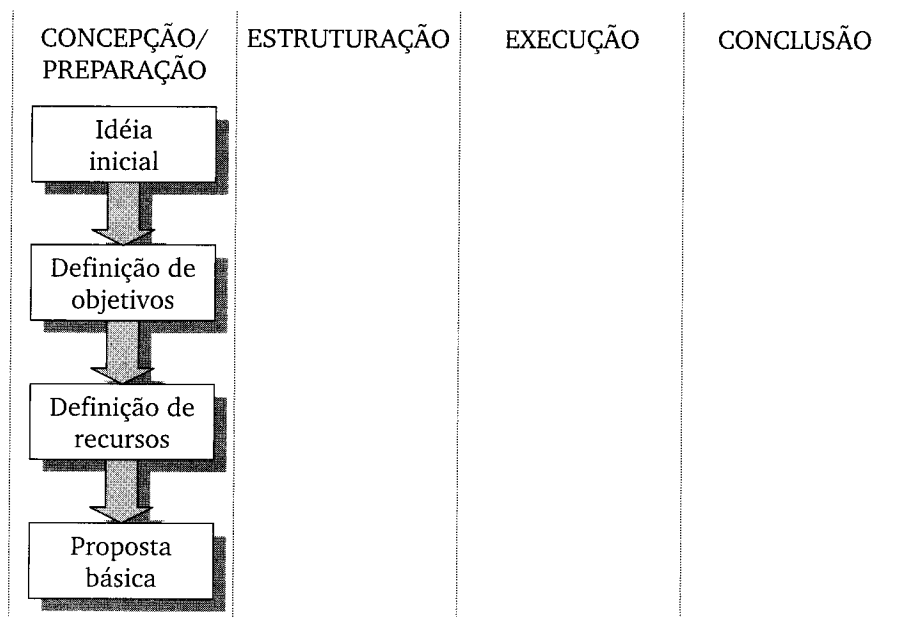 CONCEPÇÃO/
PREPARAÇÃO
ESTRUTURAÇÃO
EXECUÇÃO
CONCLUSÃO
Idéia
inicial
Definição de
objetivos
Definição de
recursos
Proposta
básica